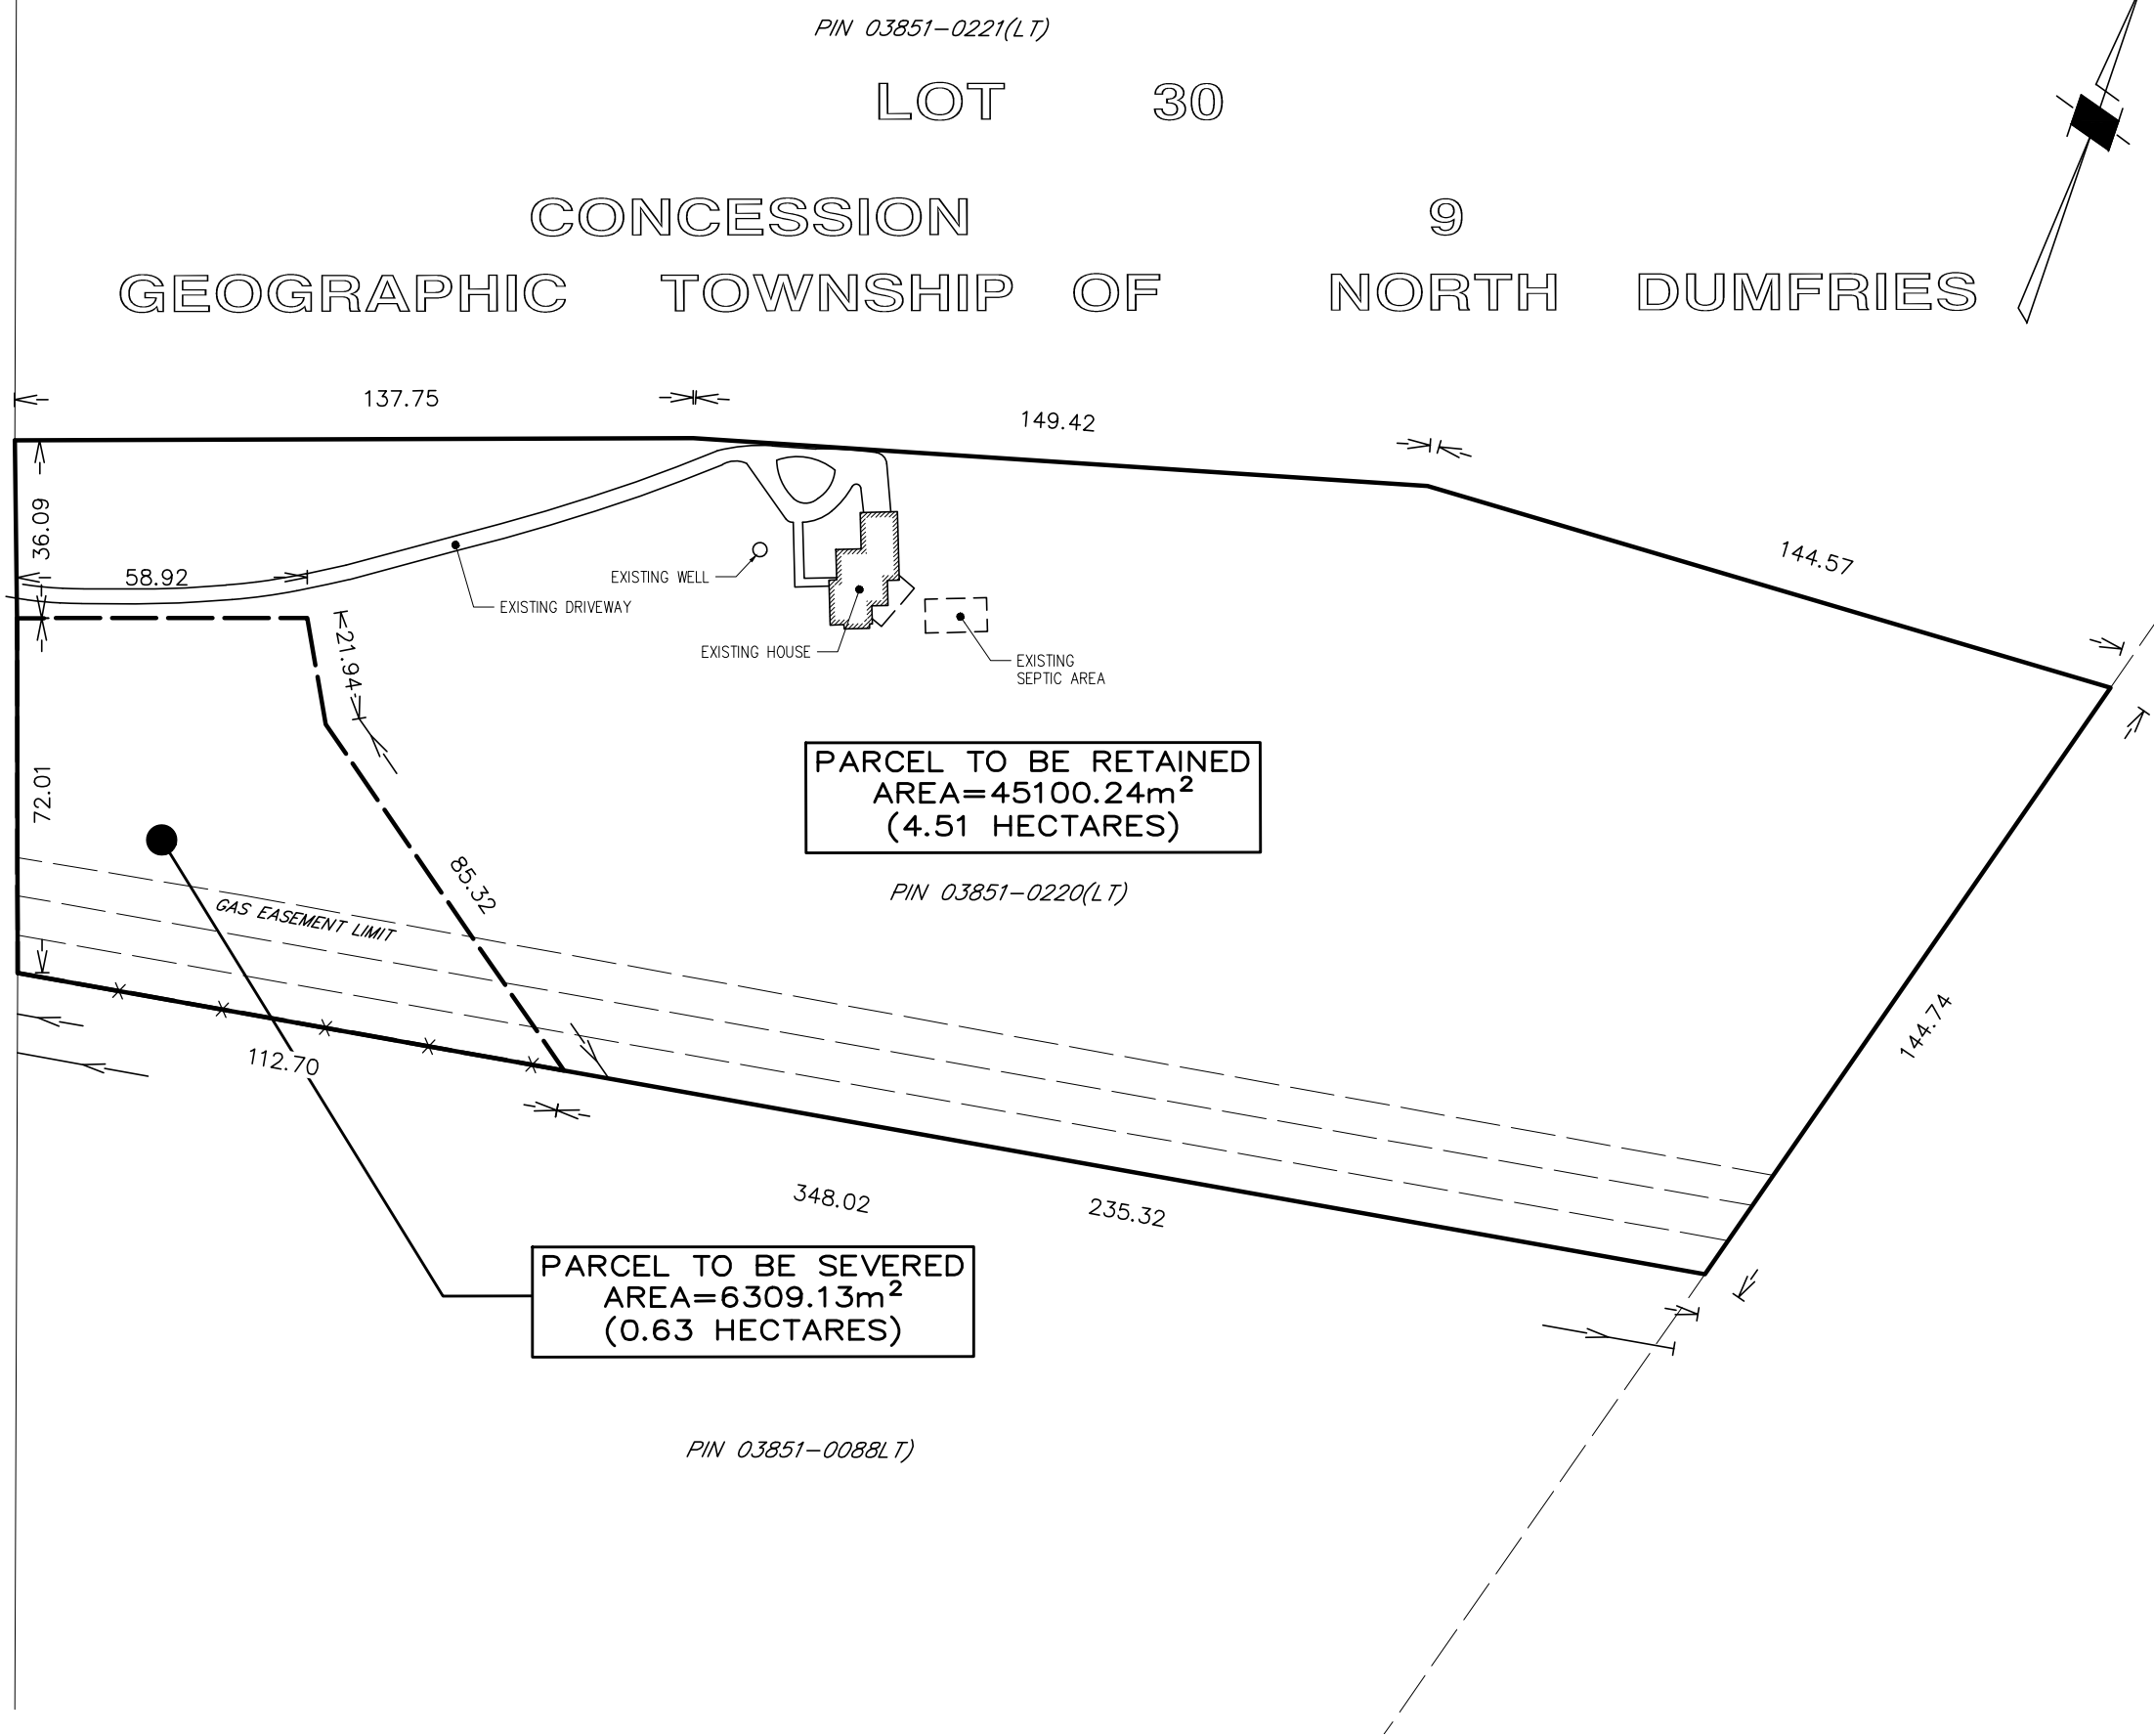 PIN 03851-0221(LT)
LOT 30
CONCESSION 9
GEOGRAPHIC TOWNSHIP OF NORTH DUMFRIES
137.75
149.42
36.09
58.92
EXISTING WELL
EXISTING DRIVEWAY
144.57
21.94
EXISTING HOUSE
EXISTING
SEPTIC AREA
72.01
PARCEL TO BE RETAINED
AREA=45100.24m²
(4.51 HECTARES)
85.32
PIN 03851-0220(LT)
GAS EASEMENT LIMIT
144.74
112.70
348.02
235.32
PARCEL TO BE SEVERED
AREA=6309.13m²
(0.63 HECTARES)
PIN 03851-0088LT)